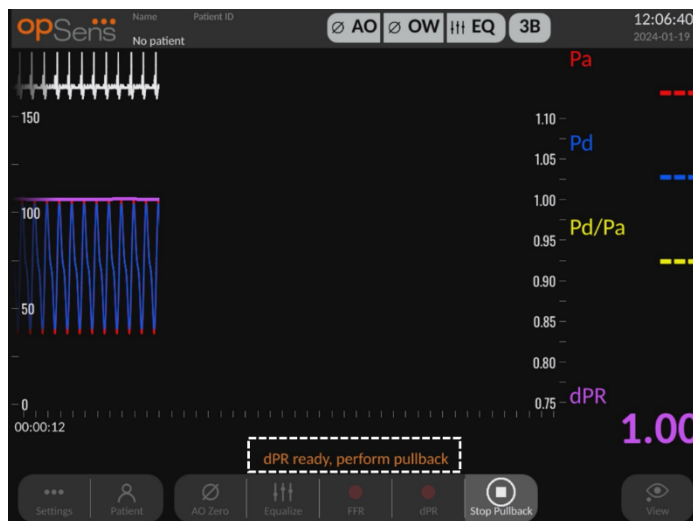 opSens
Name
Patient ID
No patient
Ø AO
Ø OW
EQ
3B
12:06:40
2024-01-19
Pa
150
1.10
Pd
1.05
1.00
100
Pd/Pa
0.95
0.90
50
0.85
0.80
0
0.75
dPR
00:00:12
1.00
dPR ready, perform pullback
Settings
Patient
AO Zero
Equalize
FFR
dPR
Stop Pullback
View